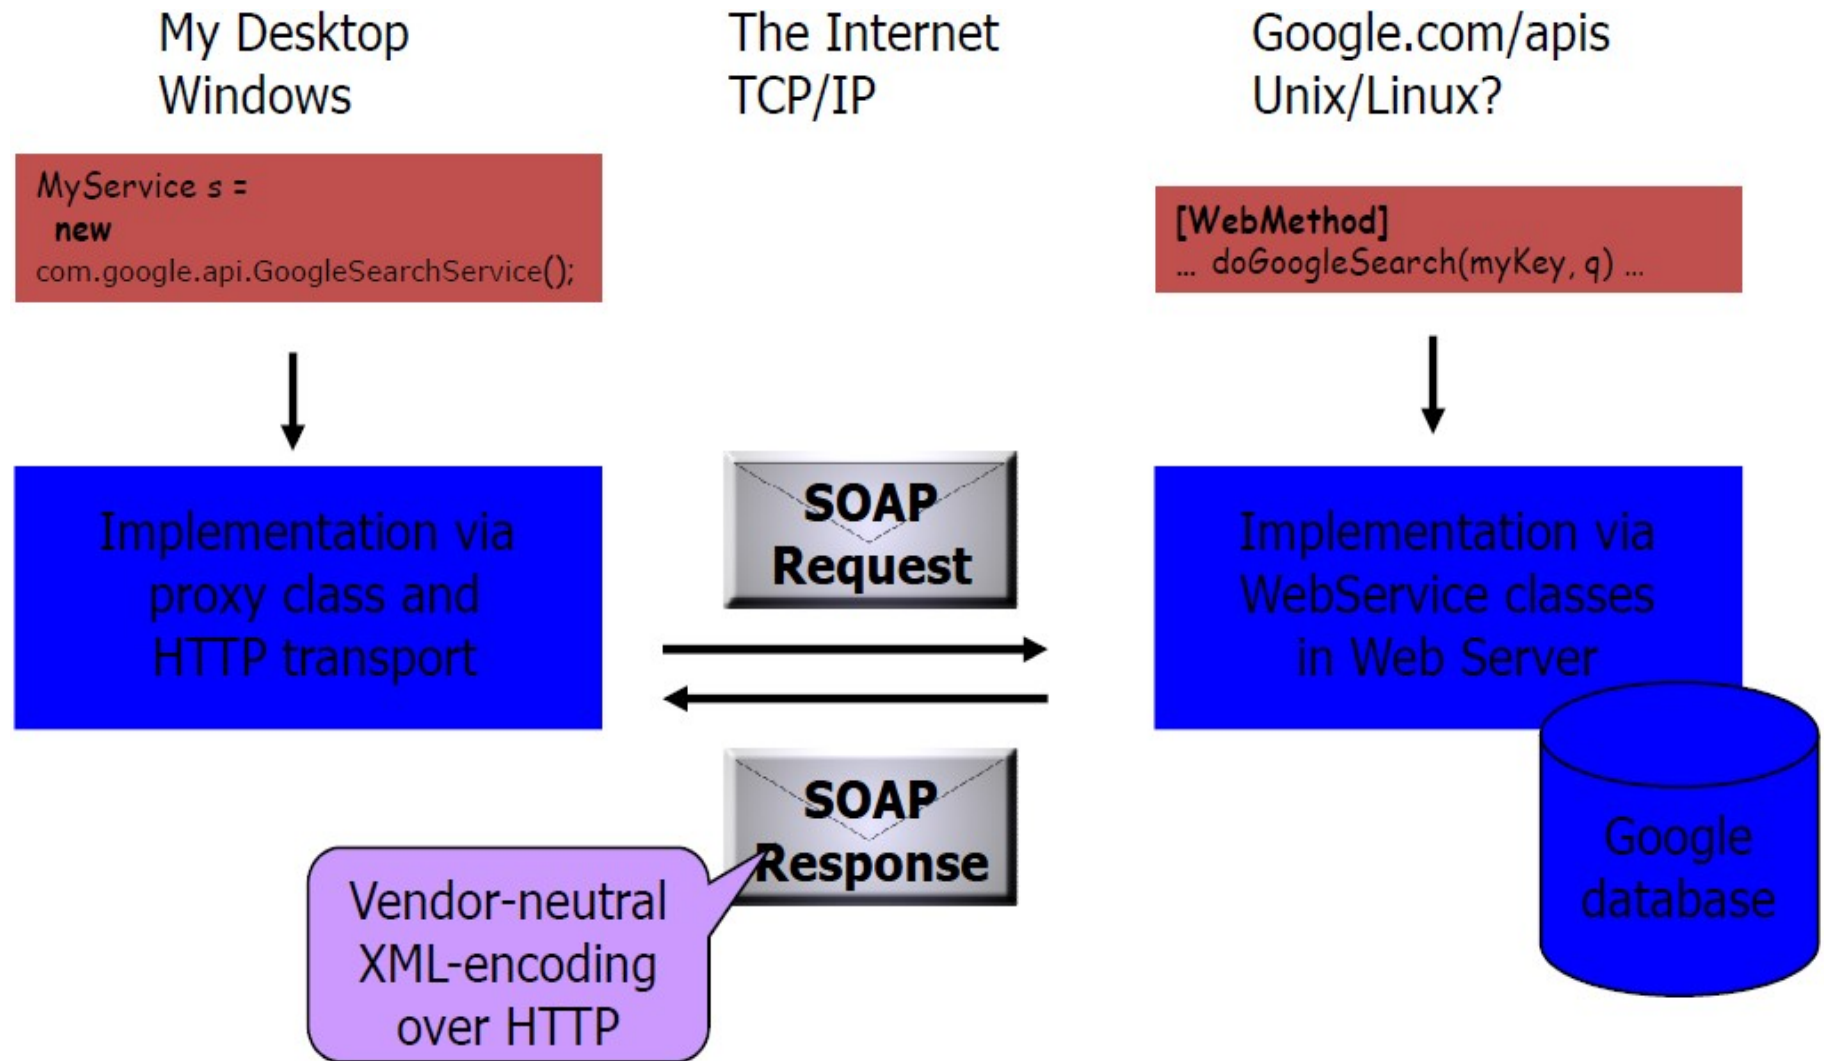 My Desktop
Windows
The Internet
TCP/IP
Google.com/apis
Unix/Linux?
MyService s =
new
com.google.api.GoogleSearchService();
[WebMethod]
... doGoogleSearch(myKey, q) ...
Implementation via
proxy class and
HTTP transport
SOAP
Request
Implementation via
WebService classes
in Web Server
SOAP
Response
Vendor-neutral
XML-encoding
over HTTP
Google
database